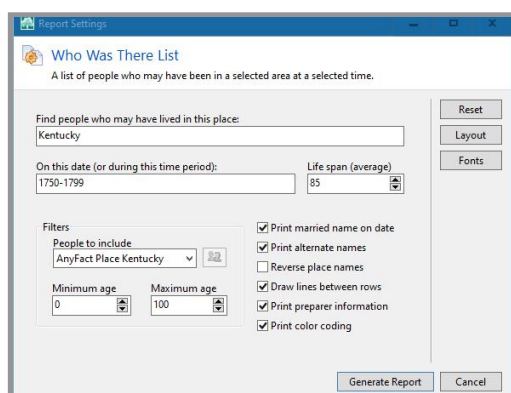 Report Settings
Who Was There List
A list of people who may have been in a selected area at a selected time.
Find people who may have lived in this place:
Kentucky
On this date (or during this time period):
1750-1799
Life span (average)
85
Filters
People to include
AnyFact Place Kentucky
Minimum age
0
Maximum age
100
Print married name on date
Print alternate names
Reverse place names
Draw lines between rows
Print preparer information
Print color coding
Reset
Layout
Fonts
Generate Report
Cancel